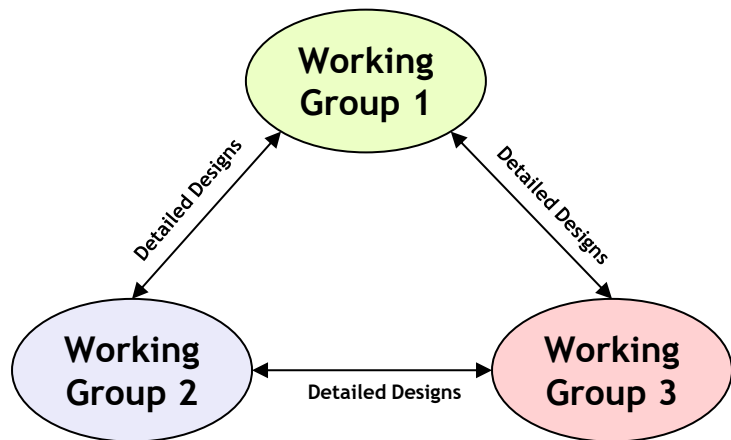 Working
Group 1
Detailed Designs
Detailed Designs
Working
Group 2
Detailed Designs
Working
Group 3